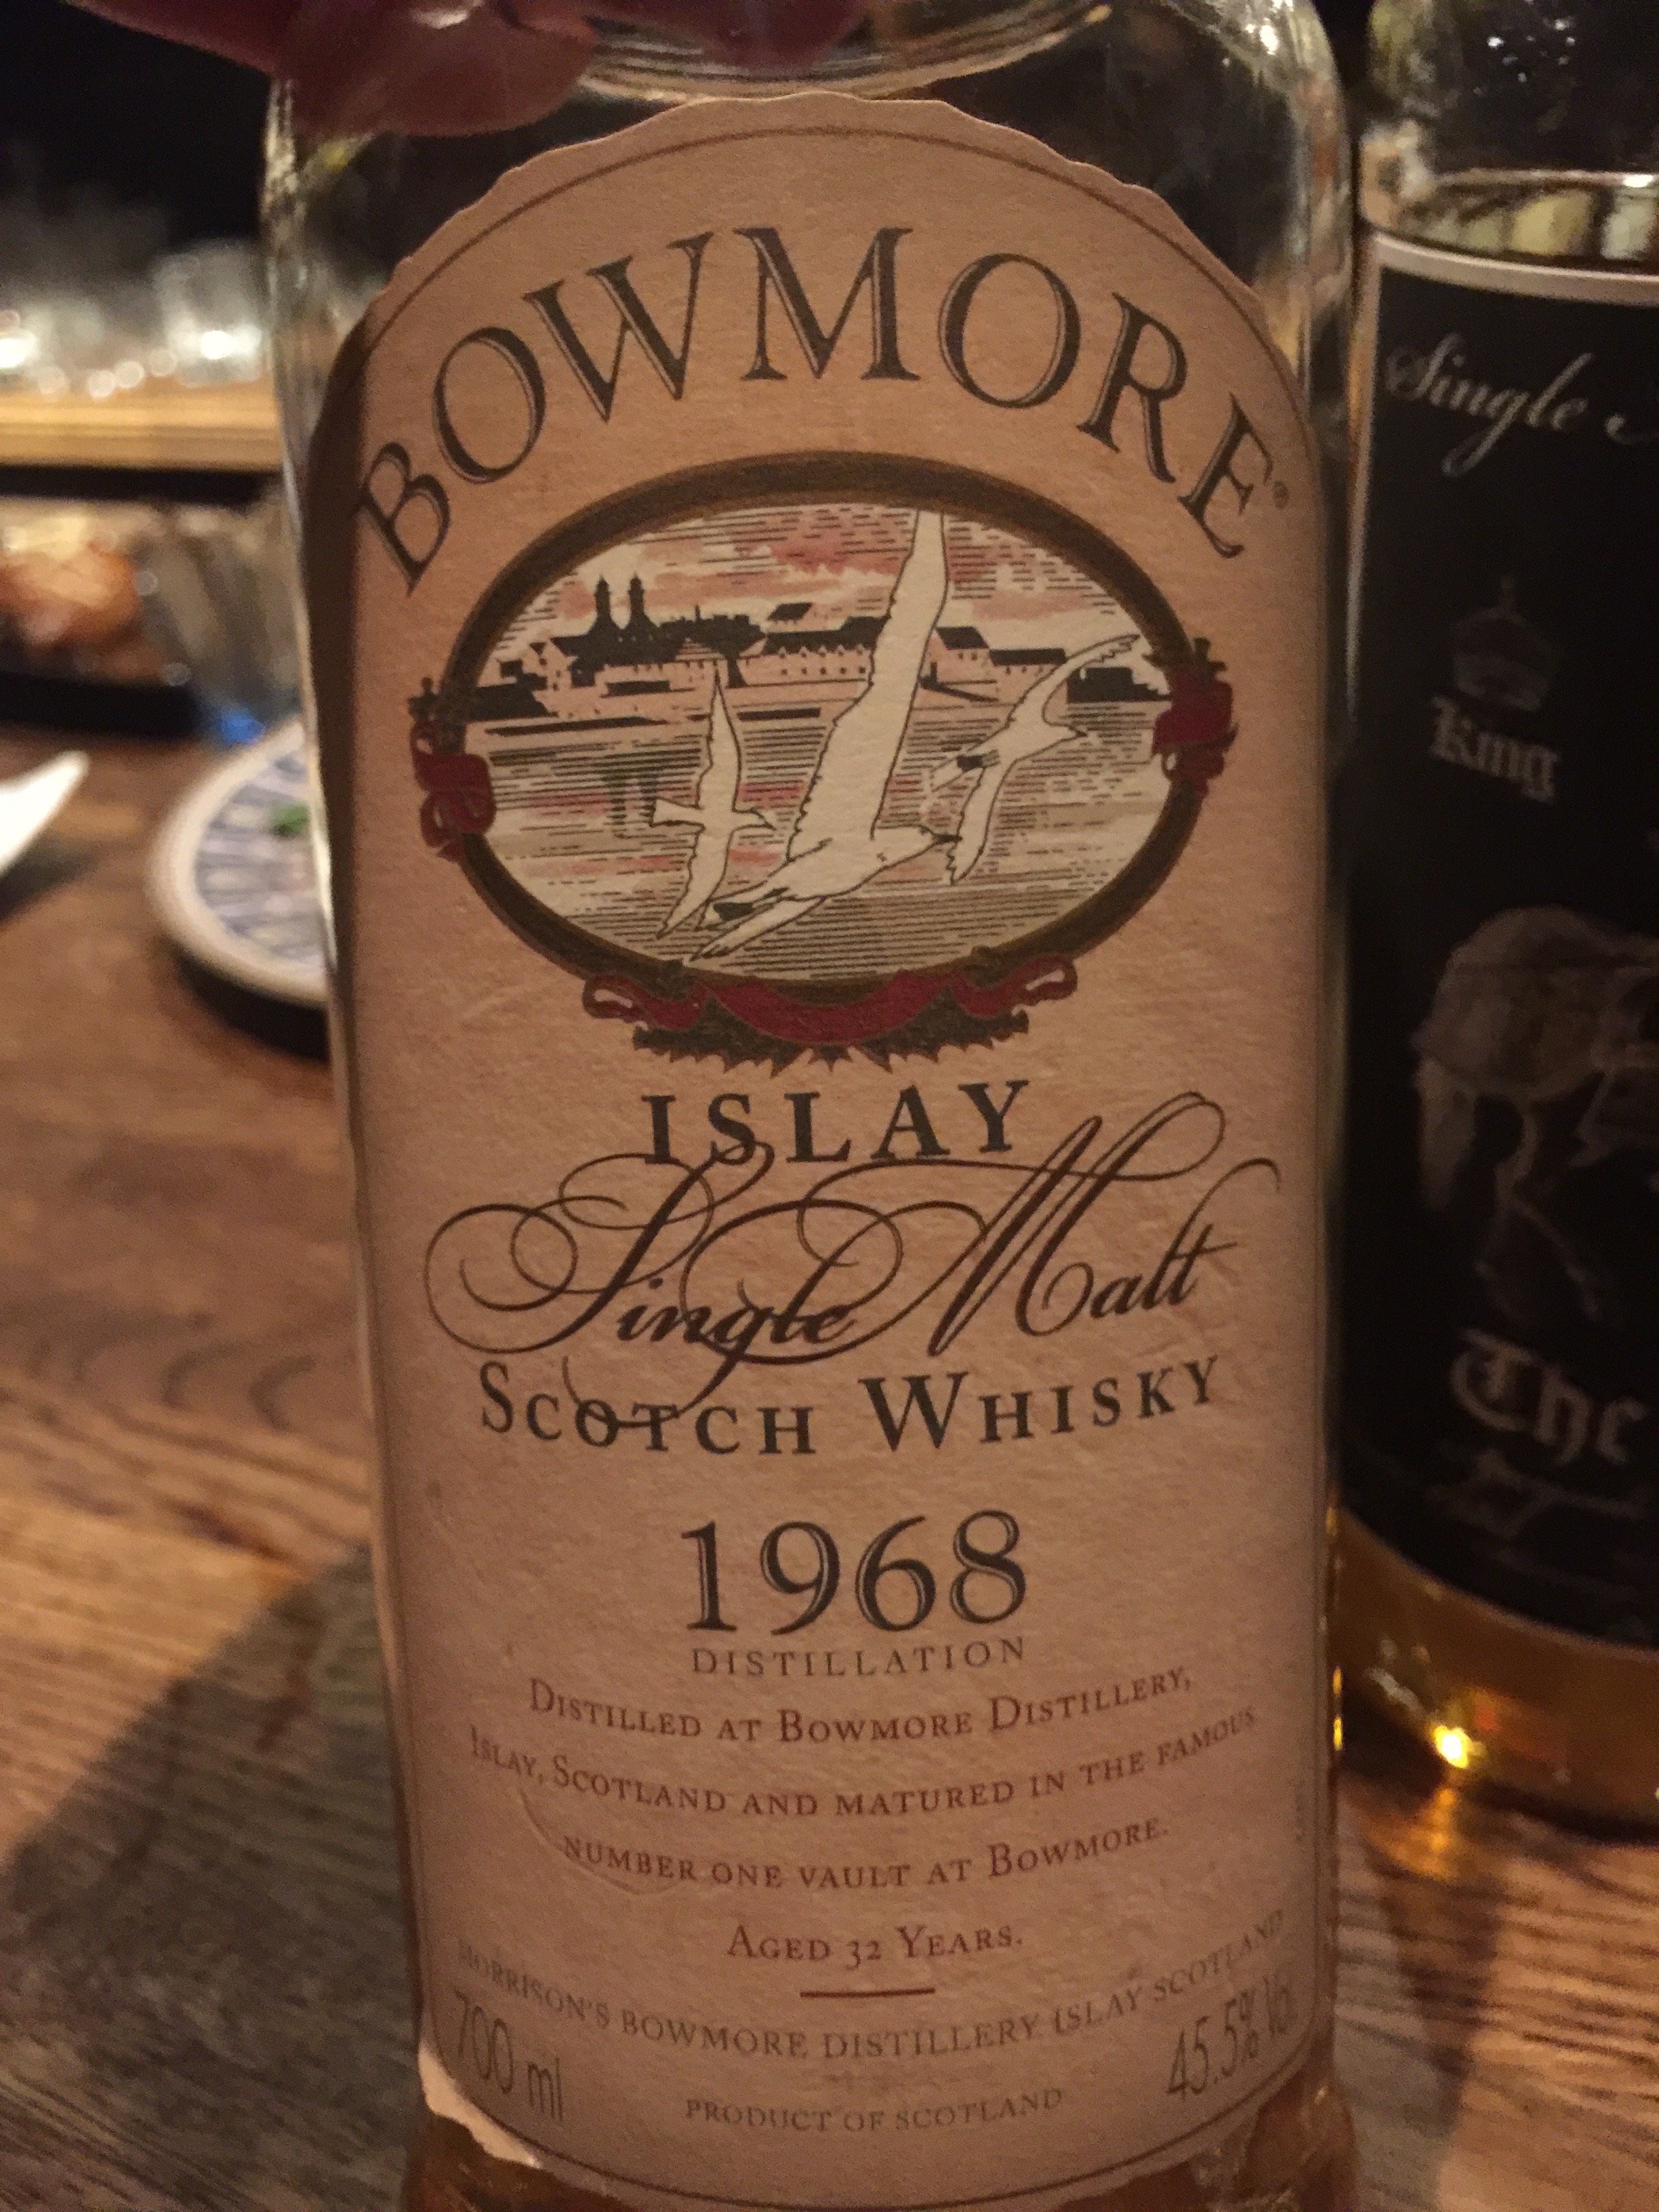 BOWMORE®
ISLAY
Single Malt
SCOTCH WHISKY
1968
DISTILLATION
DISTILLED AT BOWMORE DISTILLERY,
ISLAY, SCOTLAND AND MATURED IN THE FAMOUS
NUMBER ONE VAULT AT BOWMORE.
AGED 32 YEARS.
MORRISON'S BOWMORE DISTILLERY ISLAY SCOTLAND
700 ml
45.5% Vol
PRODUCT OF SCOTLAND
Single
King
The